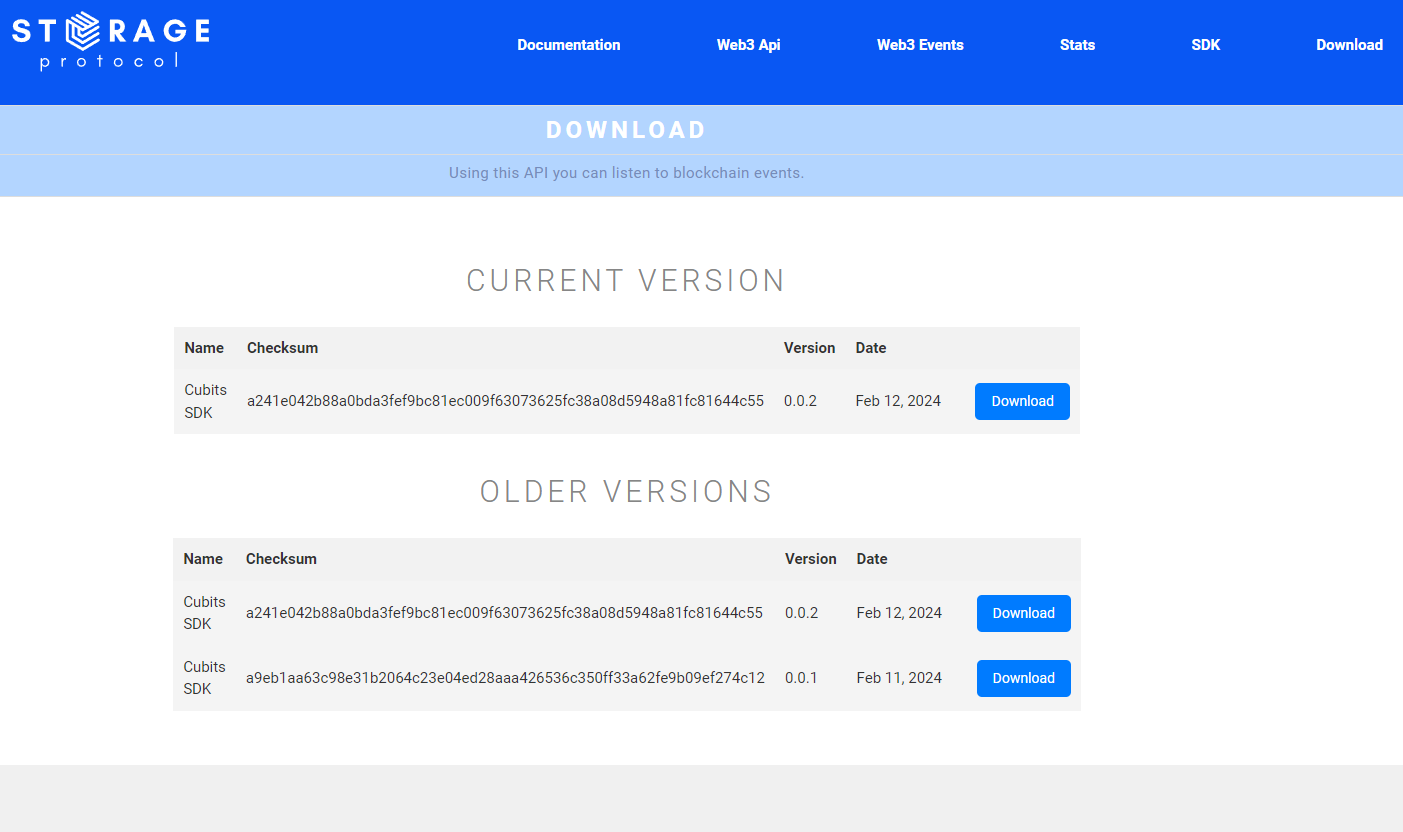 STORAGE
protocol
Documentation Web3 Api Web3 Events Stats SDK Download
DOWNLOAD
Using this API you can listen to blockchain events.
CURRENT VERSION
Name Checksum Version Date
Cubits SDK a241e042b88a0bda3fef9bc81ec009f63073625fc38a08d5948a81fc81644c55 0.0.2 Feb 12, 2024 Download
OLDER VERSIONS
Name Checksum Version Date
Cubits SDK a241e042b88a0bda3fef9bc81ec009f63073625fc38a08d5948a81fc81644c55 0.0.2 Feb 12, 2024 Download
Cubits SDK a9eb1aa63c98e31b2064c23e04ed28aaa426536c350ff33a62fe9b09ef274c12 0.0.1 Feb 11, 2024 Download